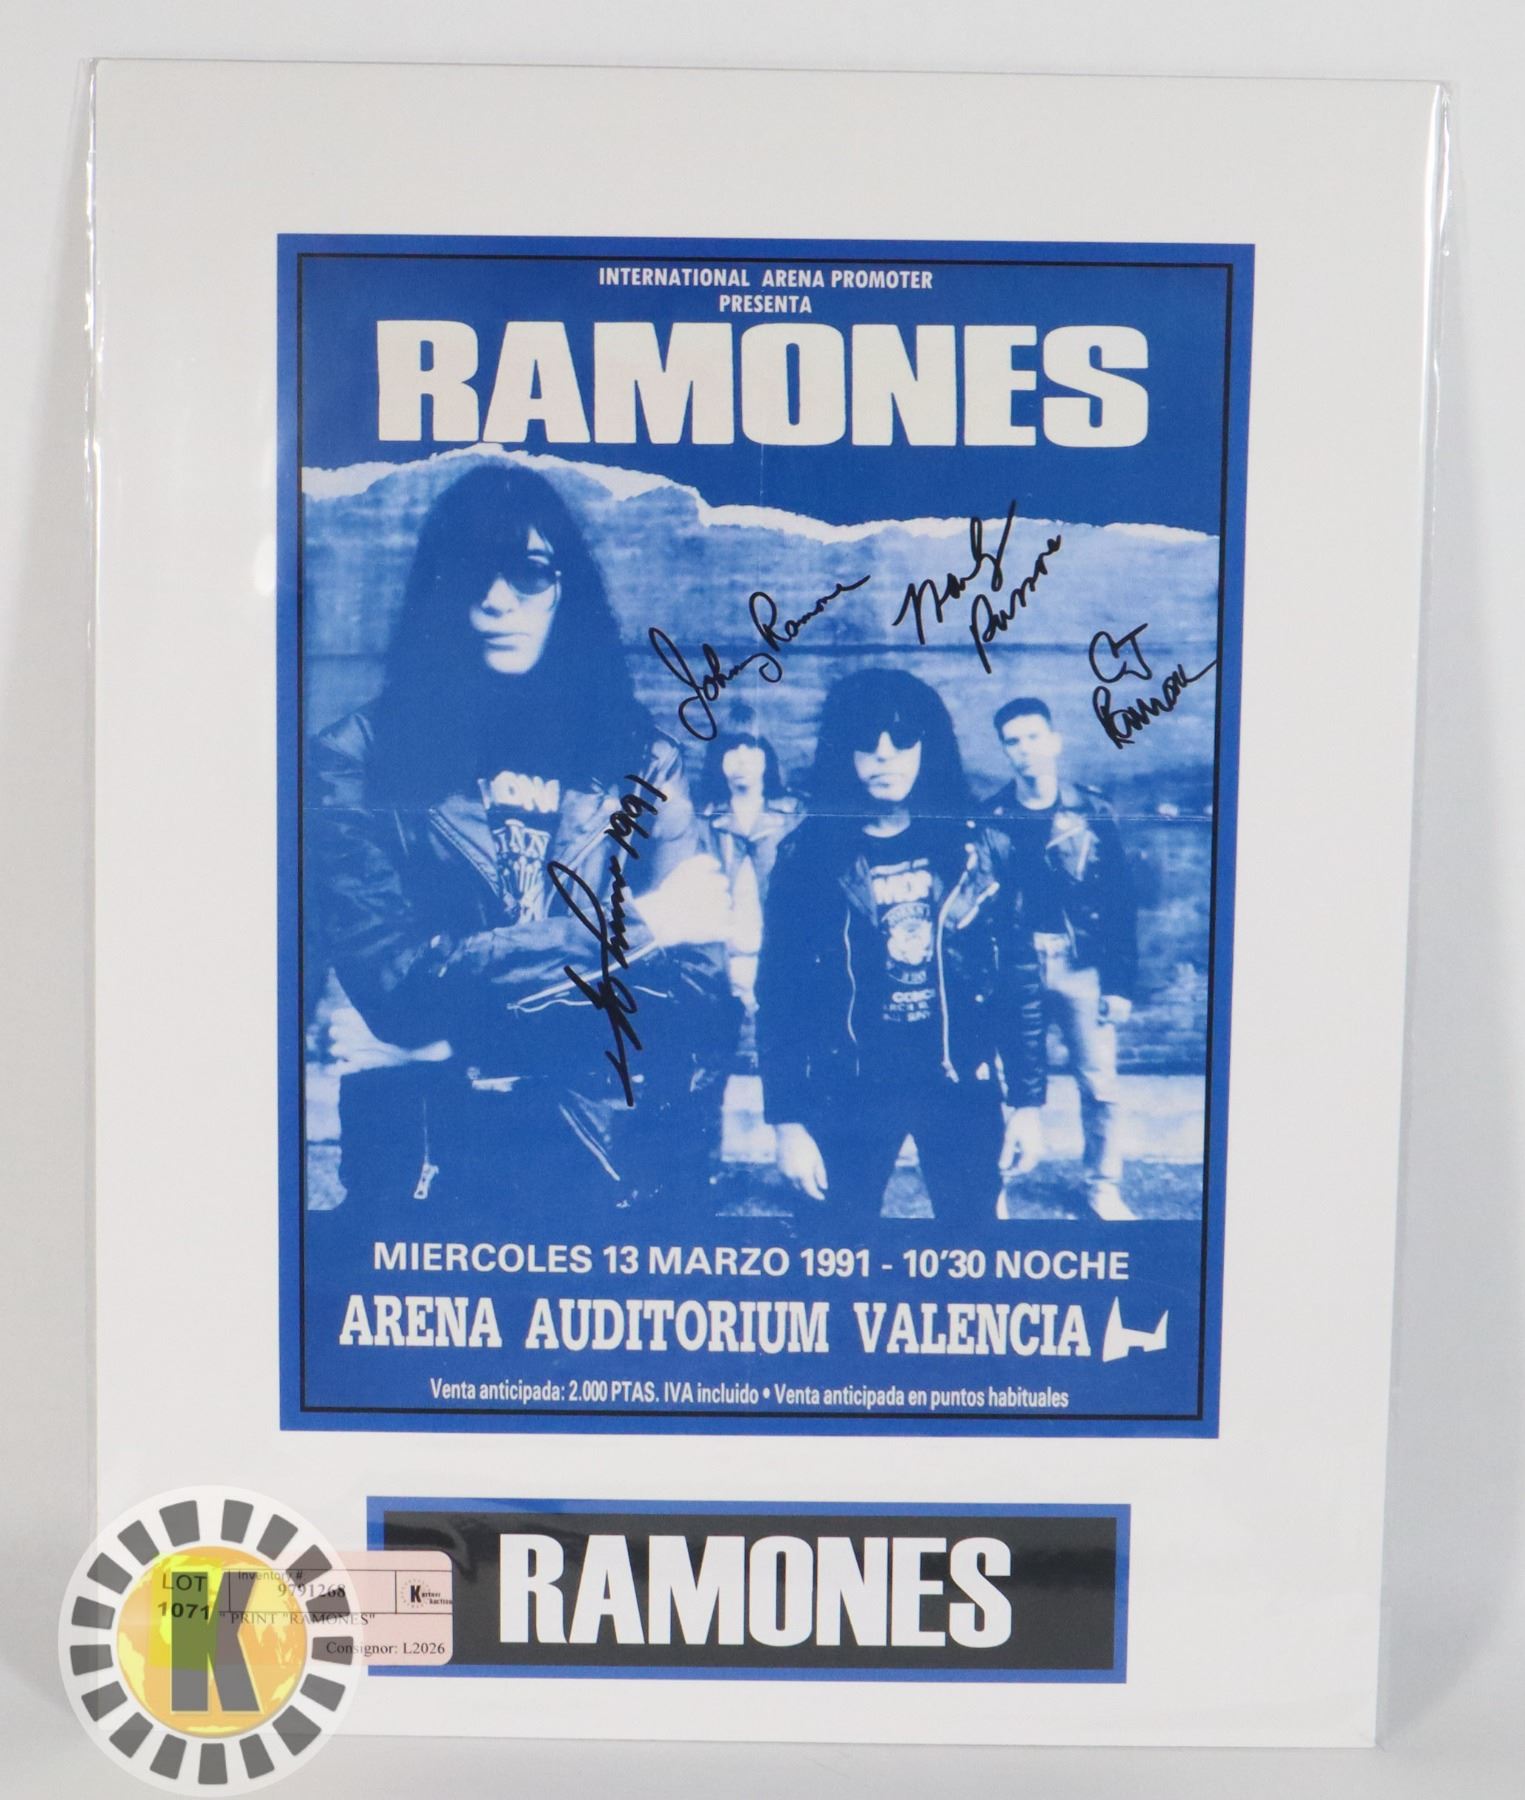 INTERNATIONAL ARENA PROMOTER
PRESENTA
RAMONES
Johnny Ramone
Marky Ramone
CJ Ramone
1991
MIERCOLES 13 MARZO 1991 - 10'30 NOCHE
ARENA AUDITORIUM VALENCIA
Venta anticipada: 2.000 PTAS. IVA incluido • Venta anticipada en puntos habituales
RAMONES
LOT
1071
Inventory #
9791268
" PRINT "RAMONES"
Consignor: L2026
K